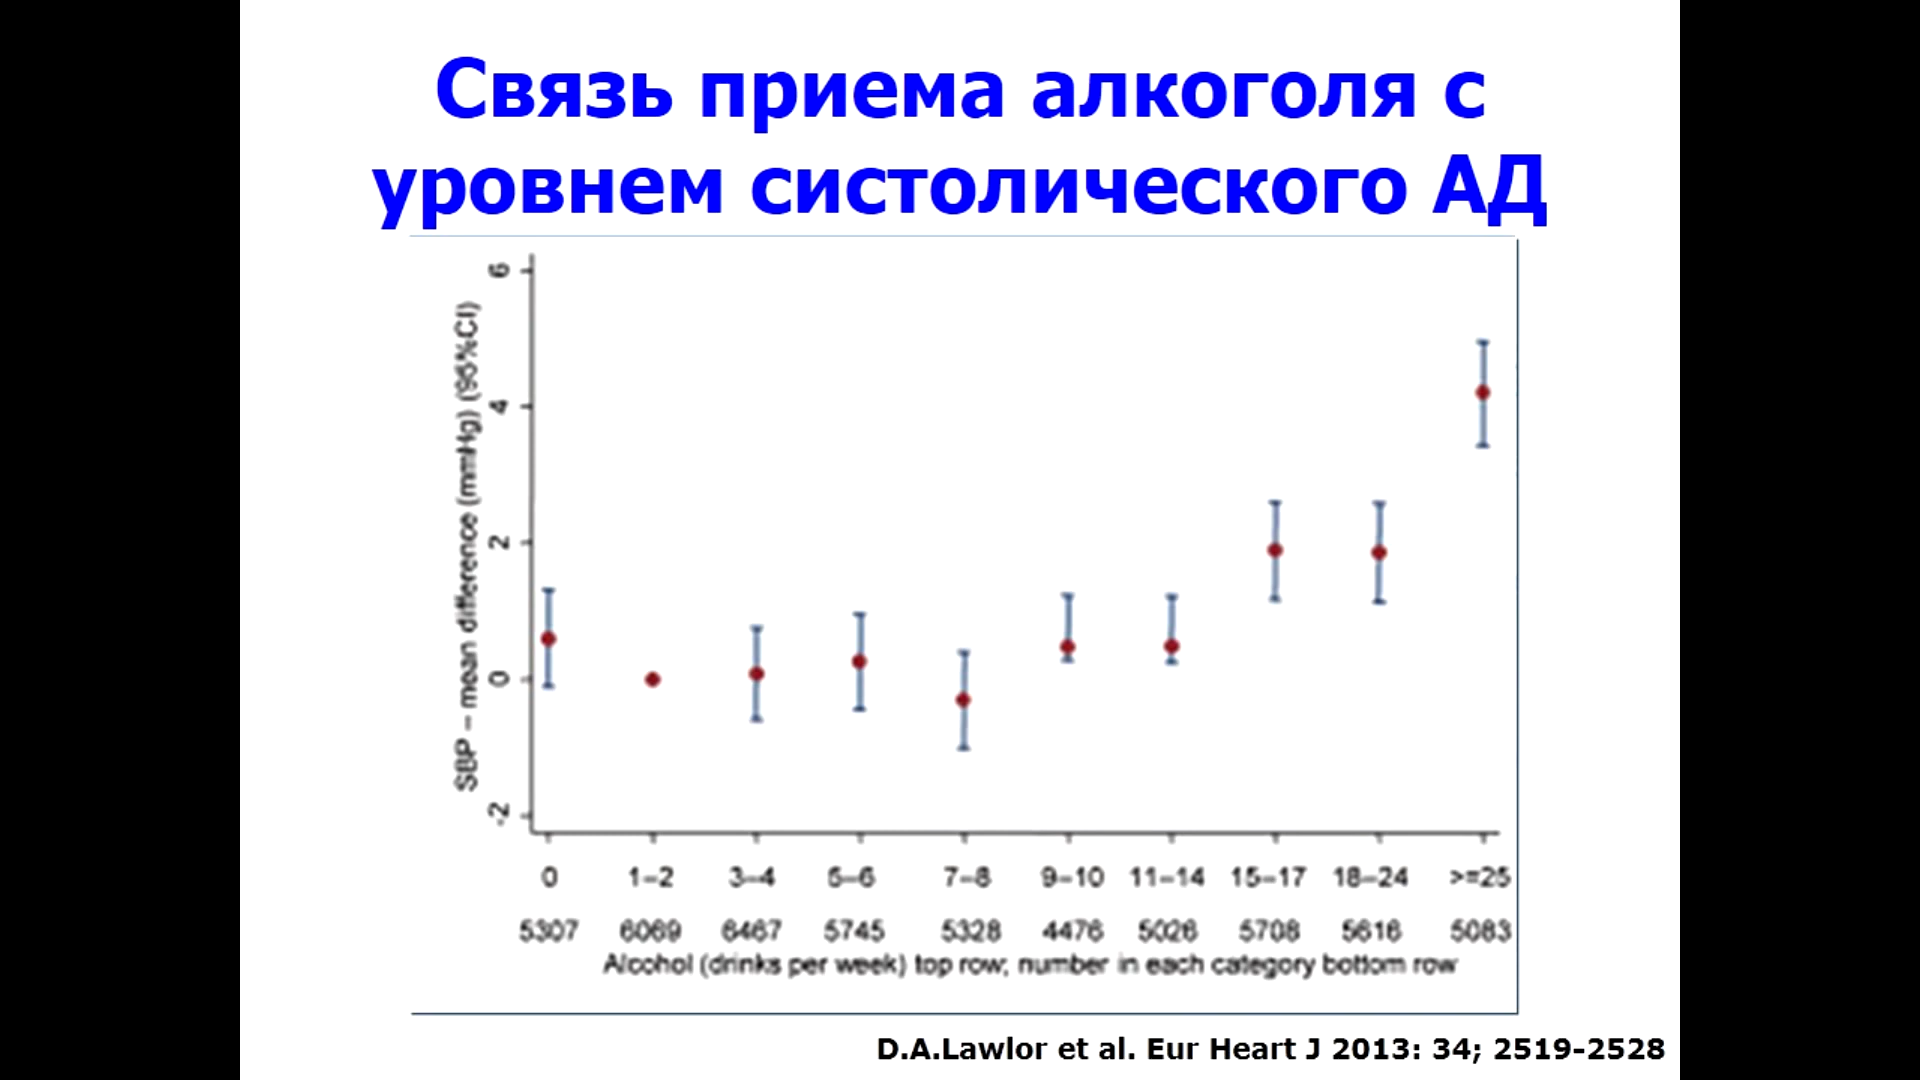 Связь приема алкоголя с
уровнем систолического АД
SBP – mean difference (mmHg) (95%CI)
6
4
2
0
-2
0 1–2 3–4 5–6 7–8 9–10 11–14 15–17 18–24 >=25
5307 6069 6467 5745 5328 4476 5026 5708 5616 5083
Alcohol (drinks per week) top row; number in each category bottom row
D.A.Lawlor et al. Eur Heart J 2013: 34; 2519-2528